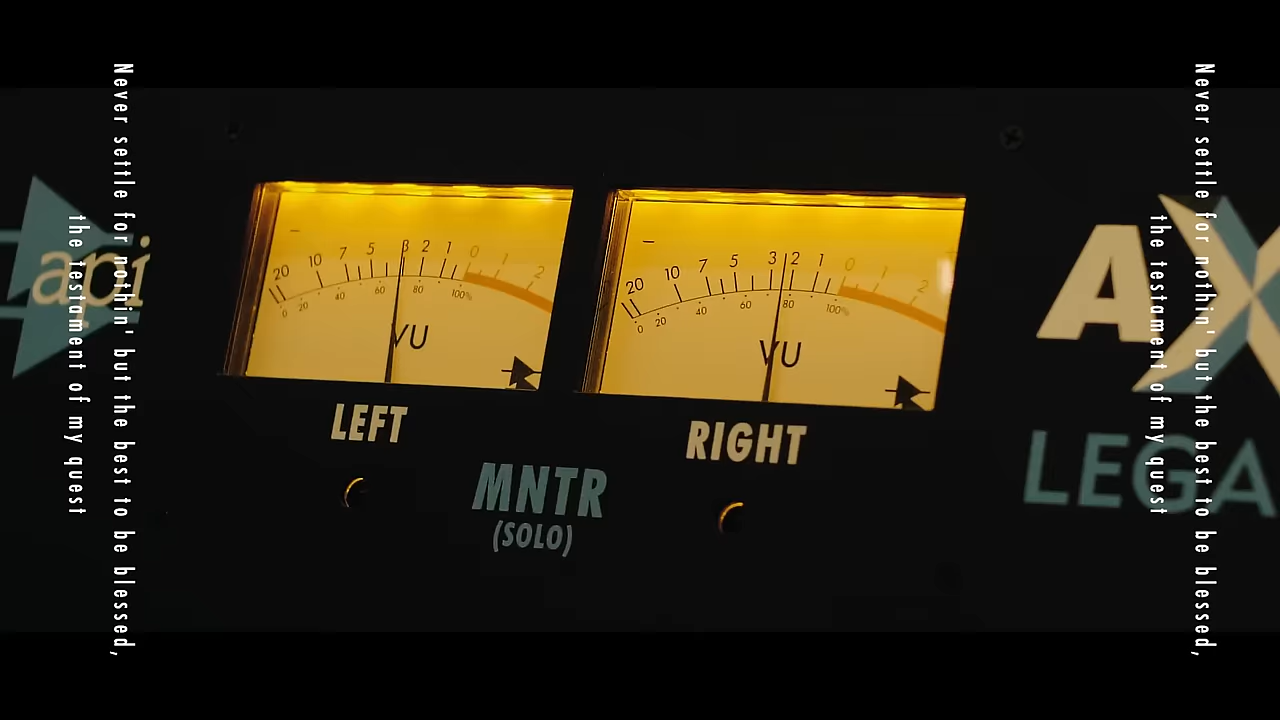 Never settle for nothin' but the best to be blessed,
the testament of my quest
api
20 10 7 5 3 2 1 0 1 2
0 20 40 60 80 100%
VU
LEFT
20 10 7 5 3 2 1 0 1 2
0 20 40 60 80 100%
VU
RIGHT
MNTR
(SOLO)
AX
LEGA
Never settle for nothin' but the best to be blessed,
the testament of my quest